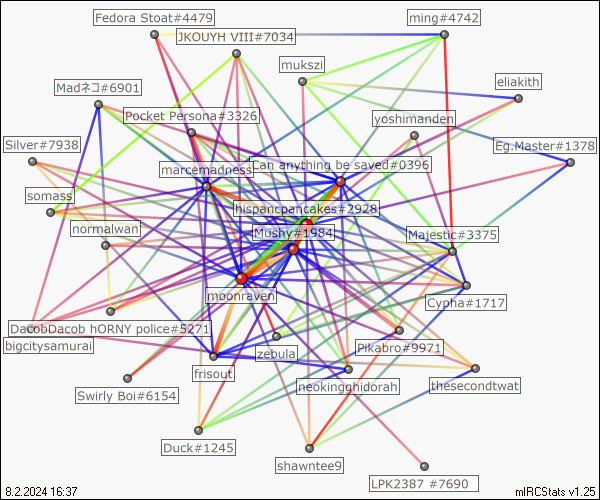 Fedora Stoat#4479
ming#4742
JKOUYH VIII#7034
mukszi
eliakith
Madネコ#6901
Pocket Persona#3326
yoshimanden
Silver#7938
Eg.Master#1378
marcemadness
Can anything be saved#0396
somass
hispancpancakes#2928
normalwan
Mushy#1984
Majestic#3375
moonraven
Cypha#1717
DacobDacob hORNY police#5271
bigcitysamurai
zebula
Pikabro#9971
frisout
neokingghidorah
thesecondtwat
Swirly Boi#6154
Duck#1245
shawntee9
LPK2387 #7690
8.2.2024 16:37
mIRCStats v1.25